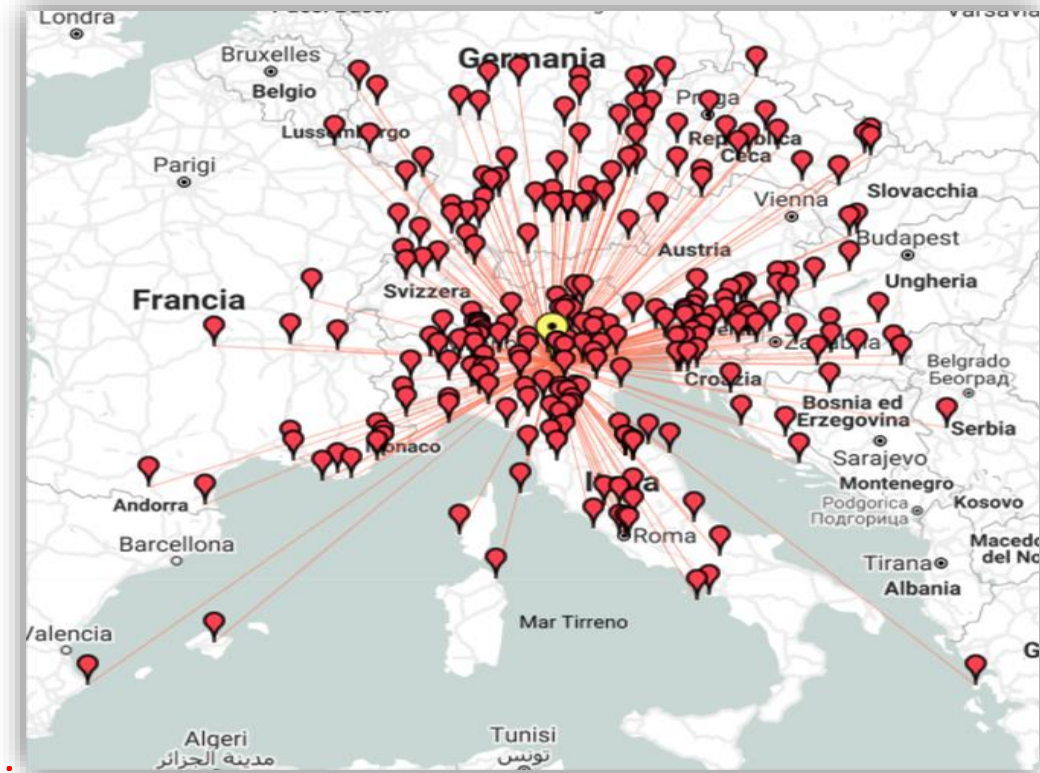 Londra
Bruxelles
Belgio
Germania
Praga
Lussemburgo
Repubblica
Ceca
Parigi
Slovacchia
Vienna
Budapest
Austria
Ungheria
Svizzera
Francia
Belgrado
Београд
Croazia
Bosnia ed
Erzegovina
Serbia
Monaco
Sarajevo
Montenegro
Andorra
Podgorica
Подгорица
Kosovo
Roma
Barcellona
Tirana
Albania
Mar Tirreno
Valencia
Algeri
مدينة الجزائر
Tunisi
تونس